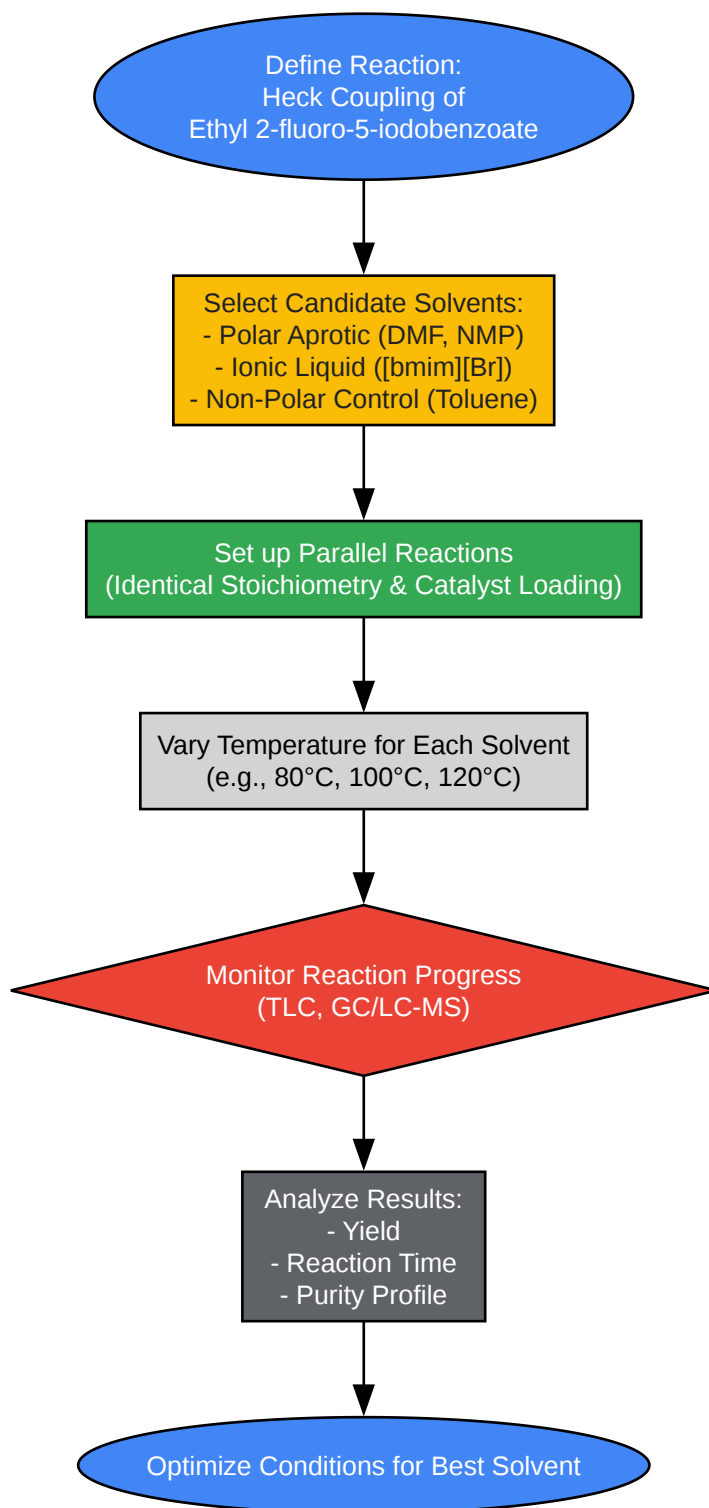 Define Reaction:
Heck Coupling of
Ethyl 2-fluoro-5-iodobenzoate
Select Candidate Solvents:
- Polar Aprotic (DMF, NMP)
- Ionic Liquid ([bmim][Br])
- Non-Polar Control (Toluene)
Set up Parallel Reactions
(Identical Stoichiometry & Catalyst Loading)
Vary Temperature for Each Solvent
(e.g., 80°C, 100°C, 120°C)
Monitor Reaction Progress
(TLC, GC/LC-MS)
Analyze Results:
- Yield
- Reaction Time
- Purity Profile
Optimize Conditions for Best Solvent